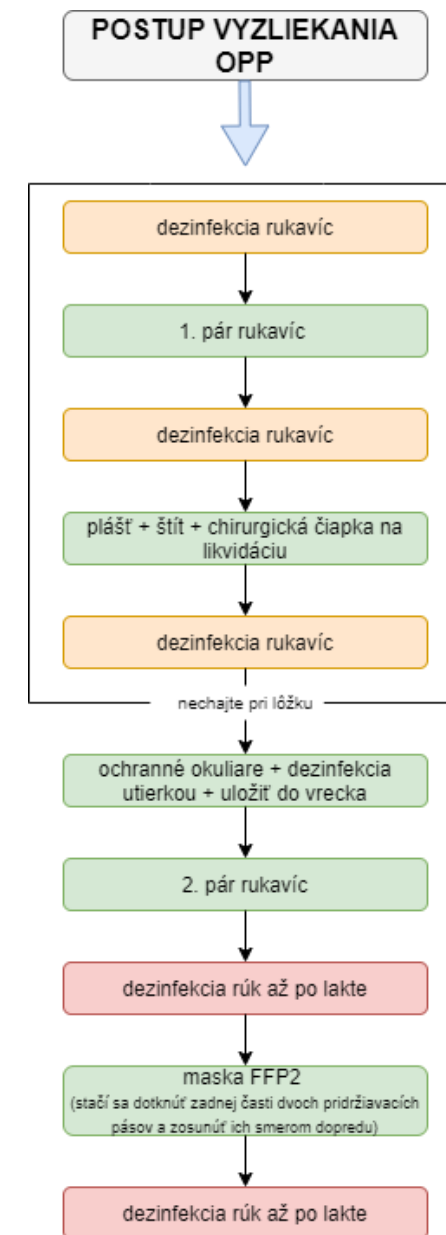 POSTUP VYZLIEKANIA
OPP
dezinfekcia rukavíc
1. pár rukavíc
dezinfekcia rukavíc
plášť + štít + chirurgická čiapka na
likvidáciu
dezinfekcia rukavíc
nechajte pri lôžku
ochranné okuliare + dezinfekcia
utierkou + uložiť do vrecka
2. pár rukavíc
dezinfekcia rúk až po lakte
maska FFP2
(stačí sa dotknúť zadnej časti dvoch pridržiavacích
pásov a zosunúť ich smerom dopredu)
dezinfekcia rúk až po lakte